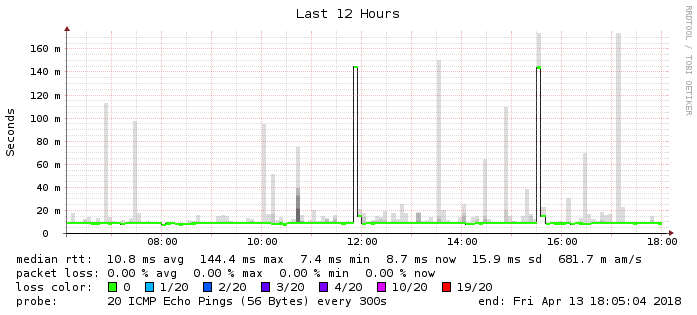 Last 12 Hours
RRDTOOL / TOBI OETIKER
Seconds
160 m
140 m
120 m
100 m
80 m
60 m
40 m
20 m
0
08:00 10:00 12:00 14:00 16:00 18:00
median rtt: 10.8 ms avg 144.4 ms max 7.4 ms min 8.7 ms now 15.9 ms sd 681.7 m am/s
packet loss: 0.00 % avg 0.00 % max 0.00 % min 0.00 % now
loss color: 0 1/20 2/20 3/20 4/20 10/20 19/20
probe: 20 ICMP Echo Pings (56 Bytes) every 300s end: Fri Apr 13 18:05:04 2018